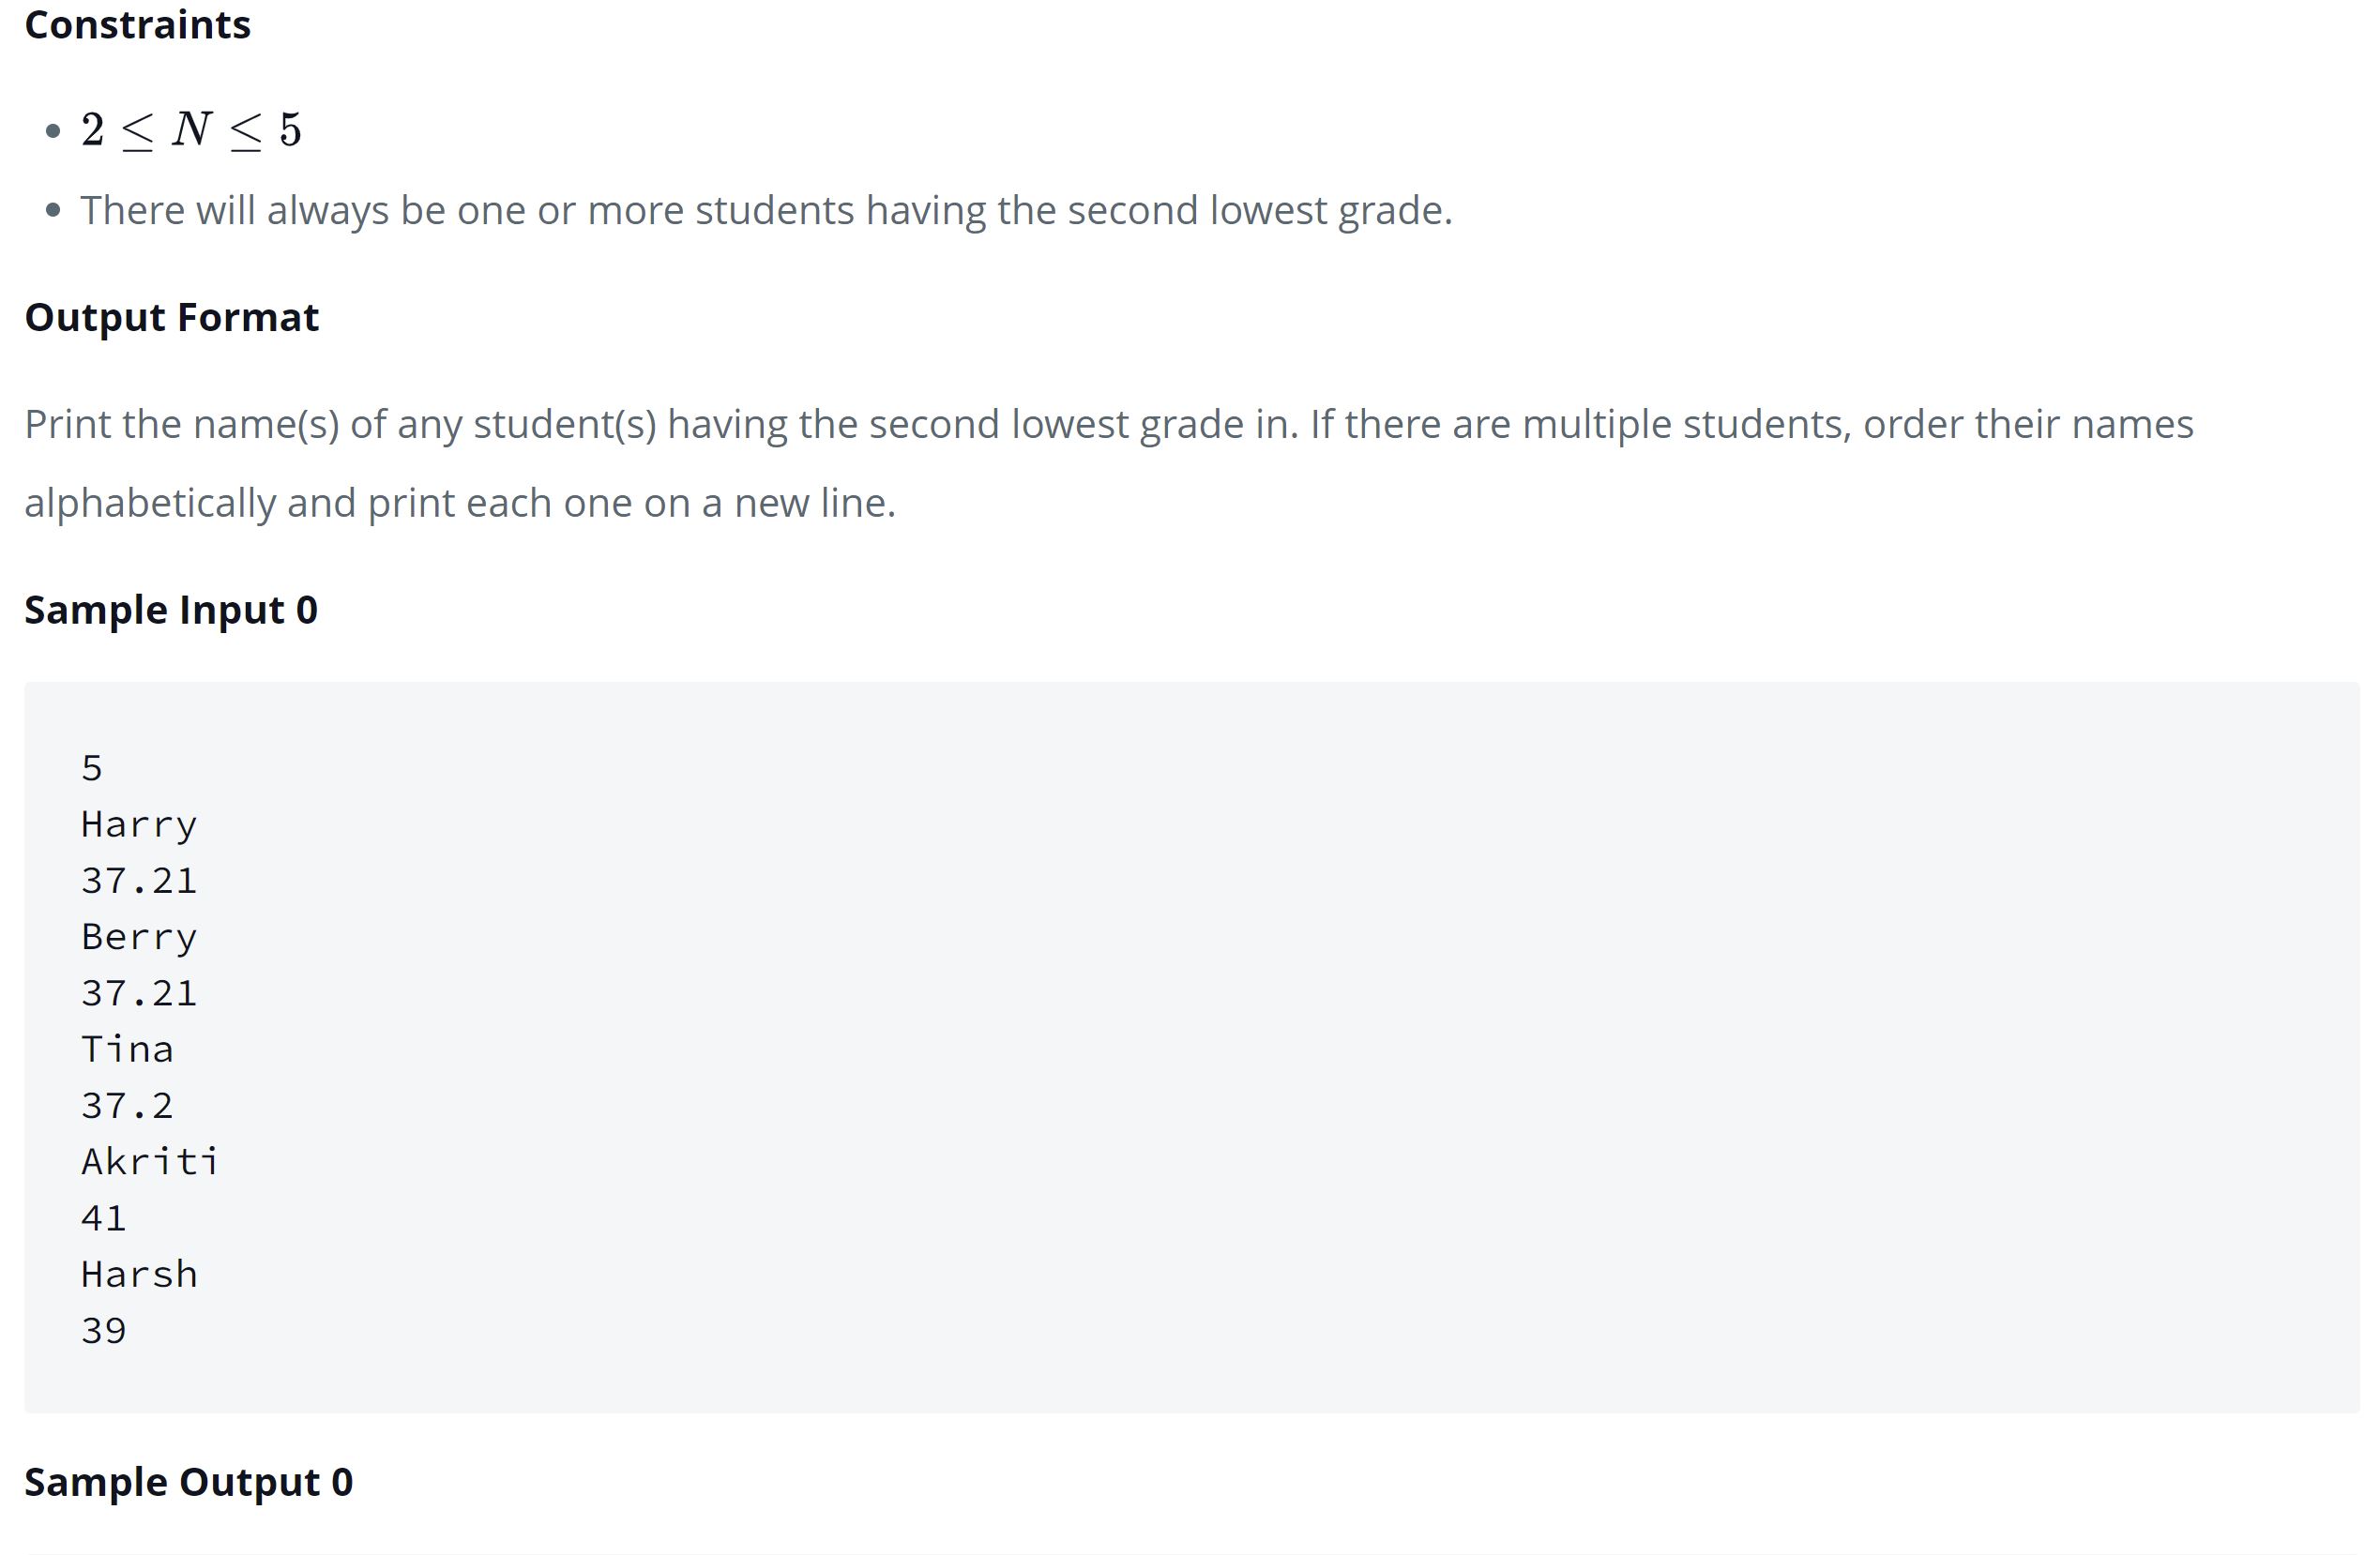 Constraints
2 ≤ N ≤ 5
There will always be one or more students having the second lowest grade.
Output Format
Print the name(s) of any student(s) having the second lowest grade in. If there are multiple students, order their names
alphabetically and print each one on a new line.
Sample Input 0
5
Harry
37.21
Berry
37.21
Tina
37.2
Akriti
41
Harsh
39
Sample Output 0